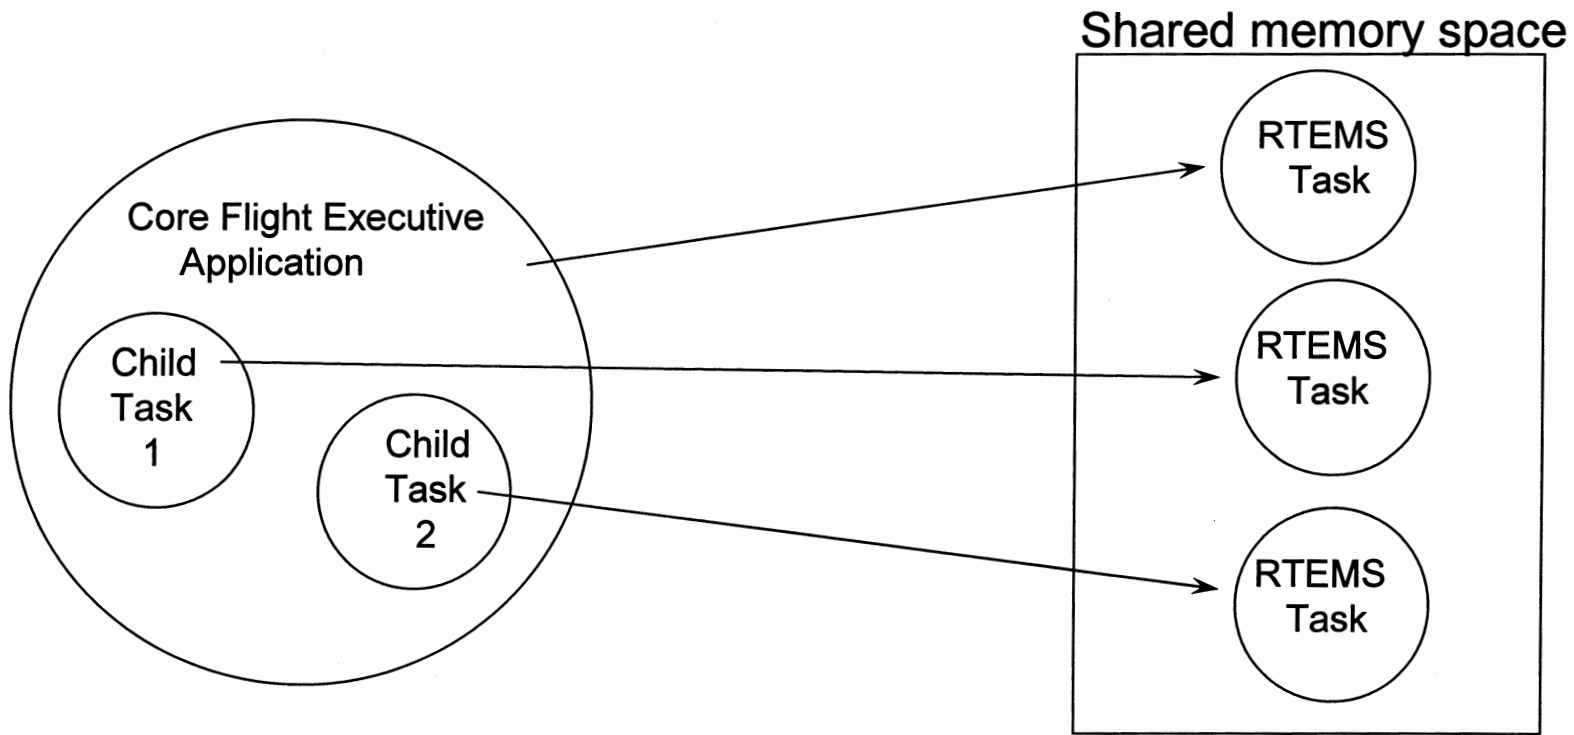 Shared memory space
Core Flight Executive
Application
Child
Task
1
Child
Task
2
RTEMS
Task
RTEMS
Task
RTEMS
Task